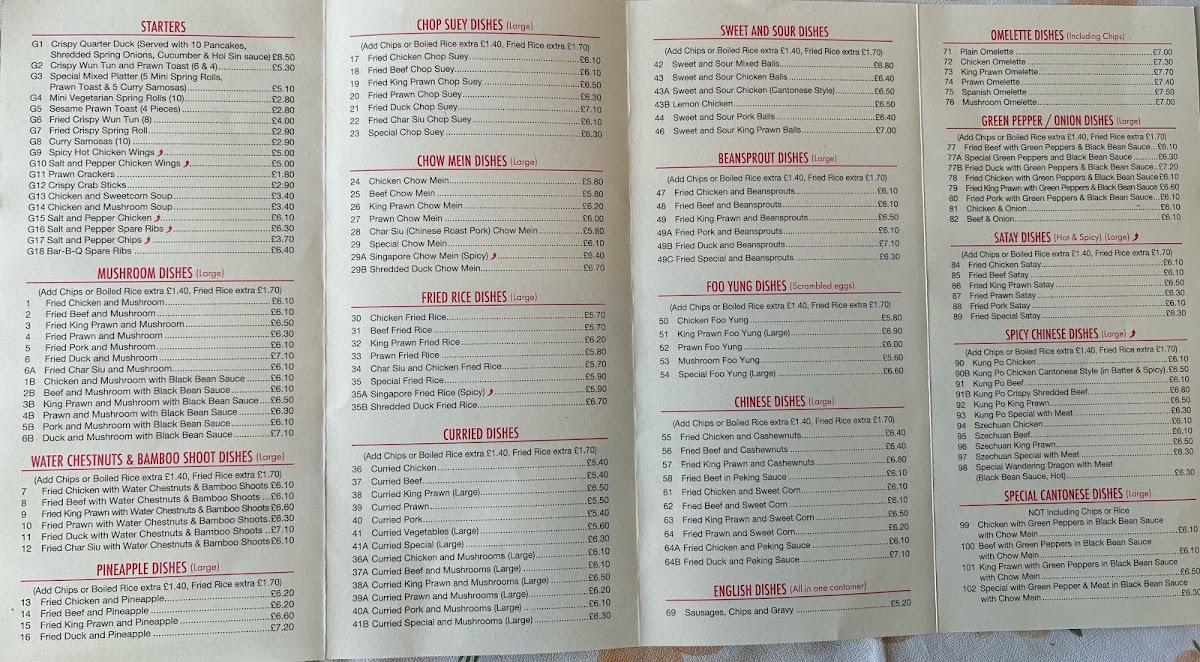 STARTERS
G1 Crispy Quarter Duck (Served with 10 Pancakes,
Shredded Spring Onions, Cucumber & Hoi Sin sauce) £8.50
G2 Crispy Wun Tun and Prawn Toast (6 & 4) £5.30
G3 Special Mixed Platter (5 Mini Spring Rolls,
Prawn Toast & 5 Curry Samosas) £5.10
G4 Mini Vegetarian Spring Rolls (10) £2.80
G5 Sesame Prawn Toast (4 Pieces) £2.80
G6 Fried Crispy Wun Tun (8) £4.00
G7 Fried Crispy Spring Roll £2.90
G8 Curry Samosas (10) £2.90
G9 Spicy Hot Chicken Wings £5.00
G10 Salt and Pepper Chicken Wings £5.00
G11 Prawn Crackers £1.80
G12 Crispy Crab Sticks £2.90
G13 Chicken and Sweetcorn Soup £3.40
G14 Chicken and Mushroom Soup £3.40
G15 Salt and Pepper Chicken £6.10
G16 Salt and Pepper Spare Ribs £6.30
G17 Salt and Pepper Chips £3.70
G18 Bar-B-Q Spare Ribs £6.40
MUSHROOM DISHES (Large)
(Add Chips or Boiled Rice extra £1.40, Fried Rice extra £1.70)
1 Fried Chicken and Mushroom £6.10
2 Fried Beef and Mushroom £6.10
3 Fried King Prawn and Mushroom £6.50
4 Fried Prawn and Mushroom £6.30
5 Fried Pork and Mushroom £6.10
6 Fried Duck and Mushroom £7.10
6A Fried Char Siu and Mushroom £6.10
1B Chicken and Mushroom with Black Bean Sauce £6.10
2B Beef and Mushroom with Black Bean Sauce £6.10
3B King Prawn and Mushroom with Black Bean Sauce £6.50
4B Prawn and Mushroom with Black Bean Sauce £6.30
5B Pork and Mushroom with Black Bean Sauce £6.10
6B Duck and Mushroom with Black Bean Sauce £7.10
WATER CHESTNUTS & BAMBOO SHOOT DISHES (Large)
(Add Chips or Boiled Rice extra £1.40, Fried Rice extra £1.70)
7 Fried Chicken with Water Chestnuts & Bamboo Shoots £6.10
8 Fried Beef with Water Chestnuts & Bamboo Shoots £6.10
9 Fried King Prawn with Water Chestnuts & Bamboo Shoots £6.60
10 Fried Prawn with Water Chestnuts & Bamboo Shoots £6.30
11 Fried Duck with Water Chestnuts & Bamboo Shoots £7.10
12 Fried Char Siu with Water Chestnuts & Bamboo Shoots £6.10
PINEAPPLE DISHES (Large)
(Add Chips or Boiled Rice extra £1.40, Fried Rice extra £1.70)
13 Fried Chicken and Pineapple £6.20
14 Fried Beef and Pineapple £6.20
15 Fried King Prawn and Pineapple £6.60
16 Fried Duck and Pineapple £7.20
CHOP SUEY DISHES (Large)
(Add Chips or Boiled Rice extra £1.40, Fried Rice extra £1.70)
17 Fried Chicken Chop Suey £6.10
18 Fried Beef Chop Suey £6.10
19 Fried King Prawn Chop Suey £6.50
20 Fried Prawn Chop Suey £6.30
21 Fried Duck Chop Suey £7.10
22 Fried Char Siu Chop Suey £6.10
23 Special Chop Suey £6.30
CHOW MEIN DISHES (Large)
24 Chicken Chow Mein £5.80
25 Beef Chow Mein £5.80
26 King Prawn Chow Mein £6.20
27 Prawn Chow Mein £6.00
28 Char Siu (Chinese Roast Pork) Chow Mein £5.80
29 Special Chow Mein £6.10
29A Singapore Chow Mein (Spicy) £6.40
29B Shredded Duck Chow Mein £6.70
FRIED RICE DISHES (Large)
30 Chicken Fried Rice £5.70
31 Beef Fried Rice £5.70
32 King Prawn Fried Rice £6.20
33 Prawn Fried Rice £5.80
34 Char Siu and Chicken Fried Rice £5.70
35 Special Fried Rice £5.90
35A Singapore Fried Rice (Spicy) £5.90
35B Shredded Duck Fried Rice £6.70
CURRIED DISHES
(Add Chips or Boiled Rice extra £1.40, Fried Rice extra £1.70)
36 Curried Chicken £5.40
37 Curried Beef £5.40
38 Curried King Prawn (Large) £6.50
39 Curried Prawn £5.50
40 Curried Pork £5.40
41 Curried Vegetables (Large) £5.60
41A Curried Special (Large) £6.30
36A Curried Chicken and Mushrooms (Large) £6.10
37A Curried Beef and Mushrooms (Large) £6.10
38A Curried King Prawn and Mushrooms (Large) £6.50
39A Curried Prawn and Mushrooms (Large) £6.20
40A Curried Pork and Mushrooms (Large) £6.10
41B Curried Special and Mushrooms (Large) £6.30
SWEET AND SOUR DISHES
(Add Chips or Boiled Rice extra £1.40, Fried Rice extra £1.70)
42 Sweet and Sour Mixed Balls £6.80
43 Sweet and Sour Chicken Balls £6.40
43A Sweet and Sour Chicken (Cantonese Style) £6.50
43B Lemon Chicken £6.50
44 Sweet and Sour Pork Balls £6.40
46 Sweet and Sour King Prawn Balls £7.00
BEANSPROUT DISHES (Large)
(Add Chips or Boiled Rice extra £1.40, Fried Rice extra £1.70)
47 Fried Chicken and Beansprouts £6.10
48 Fried Beef and Beansprouts £6.10
49 Fried King Prawn and Beansprouts £6.50
49A Fried Pork and Beansprouts £6.10
49B Fried Duck and Beansprouts £7.10
49C Fried Special and Beansprouts £6.30
FOO YUNG DISHES (Scrambled eggs)
(Add Chips or Boiled Rice extra £1.40, Fried Rice extra £1.70)
50 Chicken Foo Yung £5.80
51 King Prawn Foo Yung (Large) £6.90
52 Prawn Foo Yung £6.00
53 Mushroom Foo Yung £5.60
54 Special Foo Yung (Large) £6.60
CHINESE DISHES (Large)
(Add Chips or Boiled Rice extra £1.40, Fried Rice extra £1.70)
55 Fried Chicken and Cashewnuts £6.40
56 Fried Beef and Cashewnuts £6.40
57 Fried King Prawn and Cashewnuts £6.80
58 Fried Beef in Peking Sauce £6.10
61 Fried Chicken and Sweet Corn £6.10
62 Fried Beef and Sweet Corn £6.10
63 Fried King Prawn and Sweet Corn £6.50
64 Fried Prawn and Sweet Corn £6.20
64A Fried Chicken and Peking Sauce £6.10
64B Fried Duck and Peking Sauce £7.10
ENGLISH DISHES (All in one container)
69 Sausages, Chips and Gravy £5.20
OMELETTE DISHES (Including Chips)
71 Plain Omelette £7.00
72 Chicken Omelette £7.30
73 King Prawn Omelette £7.70
74 Prawn Omelette £7.40
75 Spanish Omelette £7.50
76 Mushroom Omelette £7.00
GREEN PEPPER / ONION DISHES (Large)
(Add Chips or Boiled Rice extra £1.40, Fried Rice extra £1.70)
77 Fried Beef with Green Peppers & Black Bean Sauce £6.10
77A Special Green Peppers and Black Bean Sauce £6.30
77B Fried Duck with Green Peppers & Black Bean Sauce £7.20
78 Fried Chicken with Green Peppers & Black Bean Sauce £6.10
79 Fried King Prawn with Green Peppers & Black Bean Sauce £6.60
80 Fried Pork with Green Peppers & Black Bean Sauce £6.10
81 Chicken & Onion £6.10
82 Beef & Onion £6.10
SATAY DISHES (Hot & Spicy) (Large)
(Add Chips or Boiled Rice extra £1.40, Fried Rice extra £1.70)
84 Fried Chicken Satay £6.10
85 Fried Beef Satay £6.10
86 Fried King Prawn Satay £6.50
87 Fried Prawn Satay £6.30
88 Fried Pork Satay £6.10
89 Fried Special Satay £6.30
SPICY CHINESE DISHES (Large)
(Add Chips or Boiled Rice extra £1.40, Fried Rice extra £1.70)
90 Kung Po Chicken £6.10
90B Kung Po Chicken Cantonese Style (in Batter & Spicy) £6.50
91 Kung Po Beef £6.10
91B Kung Po Crispy Shredded Beef £6.80
92 Kung Po King Prawn £6.50
93 Kung Po Special with Meat £6.30
94 Szechuan Chicken £6.10
95 Szechuan Beef £6.10
96 Szechuan King Prawn £6.50
97 Szechuan Special with Meat £6.30
98 Special Wandering Dragon with Meat
(Black Bean Sauce, Hot) £6.30
SPECIAL CANTONESE DISHES (Large)
NOT Including Chips or Rice
99 Chicken with Green Peppers in Black Bean Sauce
with Chow Mein £6.10
100 Beef with Green Peppers in Black Bean Sauce
with Chow Mein £6.10
101 King Prawn with Green Peppers in Black Bean Sauce
with Chow Mein £6.50
102 Special with Green Pepper & Meat in Black Bean Sauce
with Chow Mein £6.30